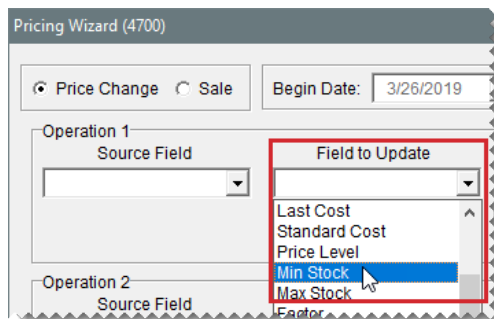 Pricing Wizard (4700)
Price Change Sale Begin Date: 3/26/2019
Operation 1
Source Field Field to Update
Last Cost
Standard Cost
Price Level
Min Stock
Max Stock
Operation 2
Source Field
Factor